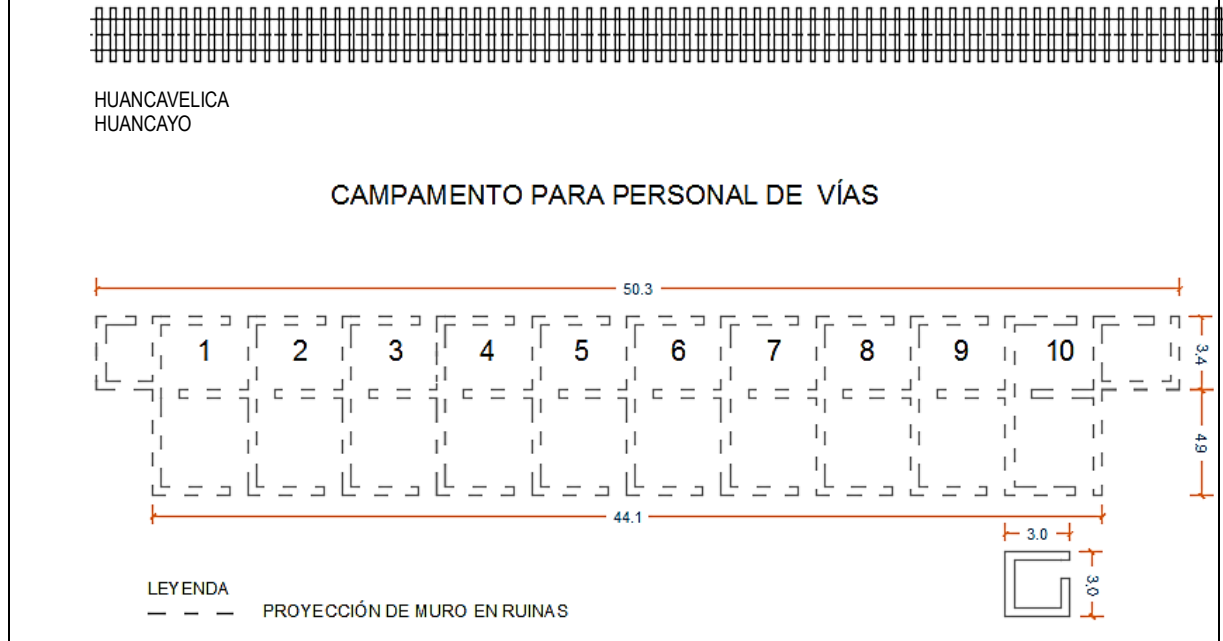 HUANCAVELICA
HUANCAYO
CAMPAMENTO PARA PERSONAL DE VÍAS
50.3
1 2 3 4 5 6 7 8 9 10
3,4
4,9
44.1
3.0
3,0
LEYENDA
PROYECCIÓN DE MURO EN RUINAS